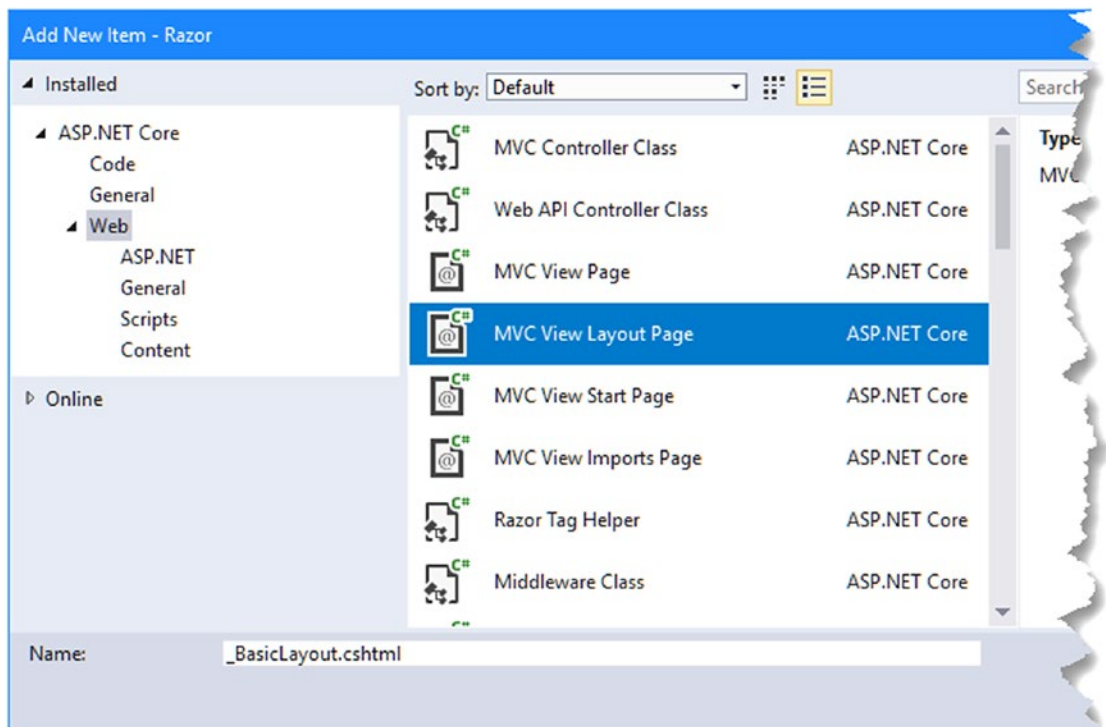 Add New Item - Razor
Installed
Sort by: Default
Search
ASP.NET Core
Code
General
Web
ASP.NET
General
Scripts
Content
Online
C# MVC Controller Class ASP.NET Core
C# Web API Controller Class ASP.NET Core
C# MVC View Page ASP.NET Core
C# MVC View Layout Page ASP.NET Core
C# MVC View Start Page ASP.NET Core
C# MVC View Imports Page ASP.NET Core
C# Razor Tag Helper ASP.NET Core
C# Middleware Class ASP.NET Core
Type
MVC
Name: _BasicLayout.cshtml